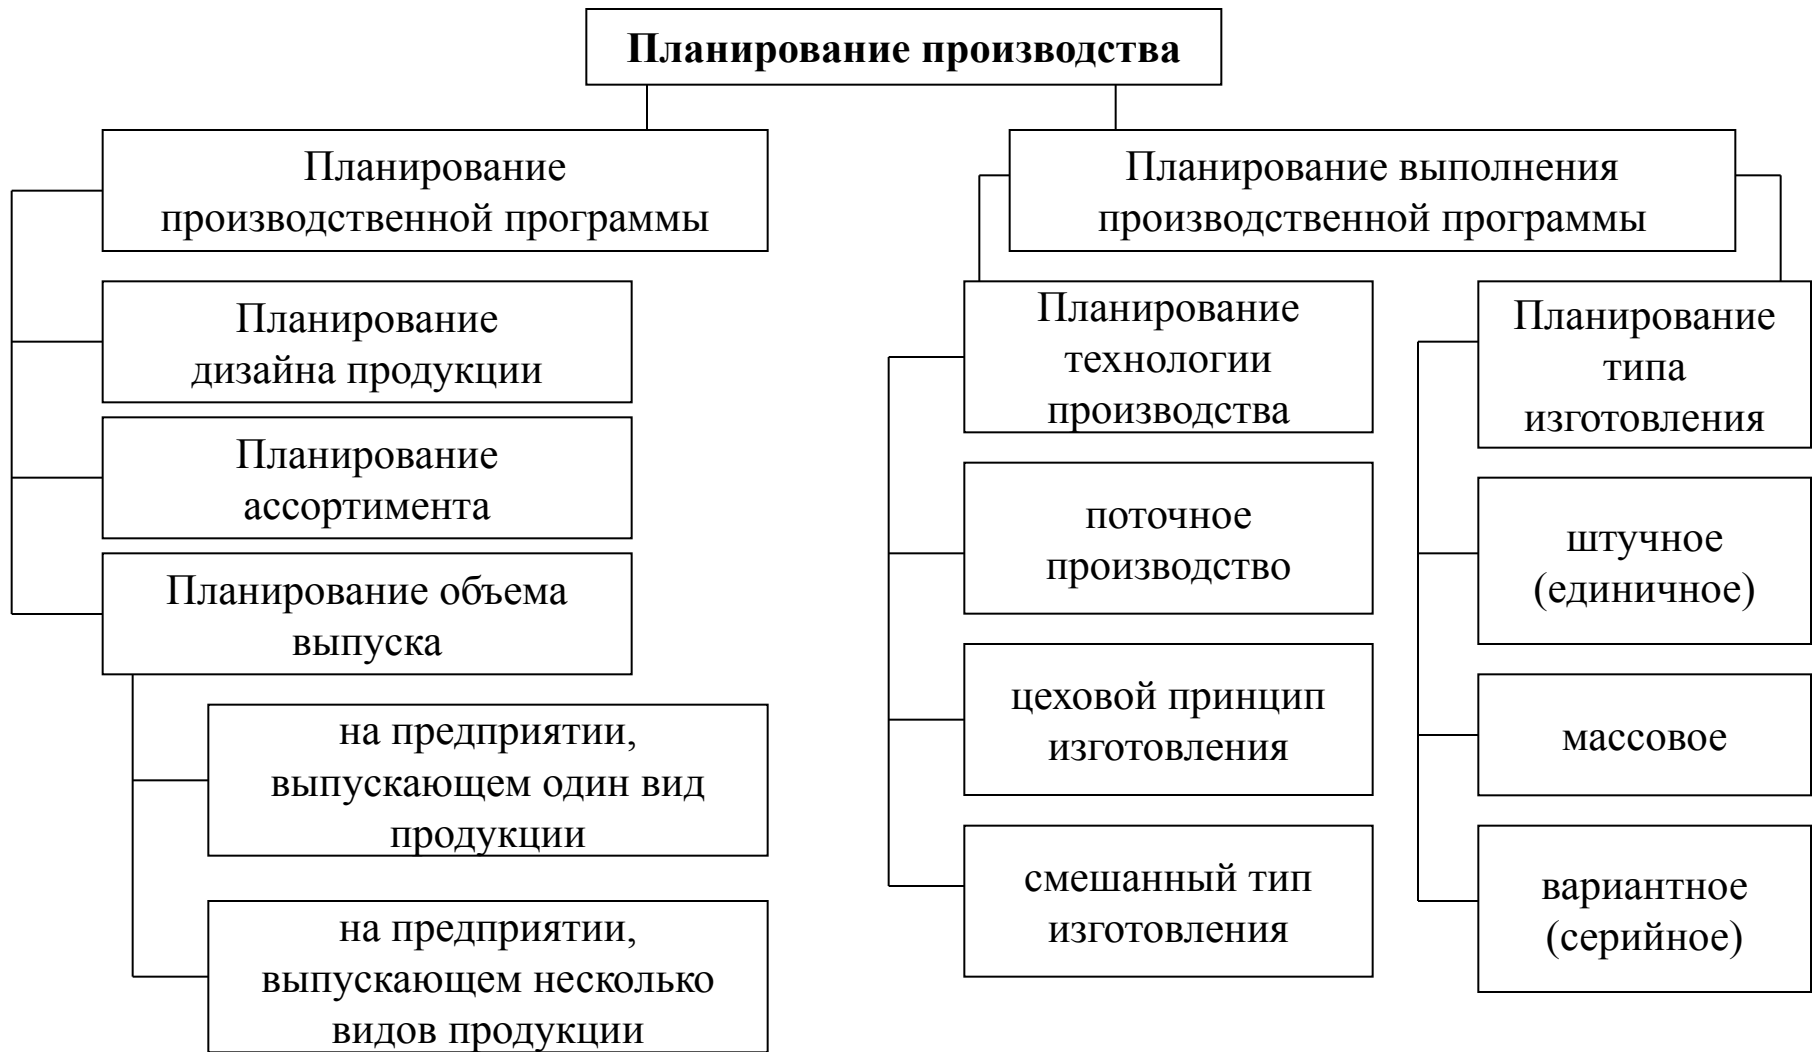 Планирование производства
Планирование
производственной программы
Планирование
дизайна продукции
Планирование
ассортимента
Планирование объема
выпуска
на предприятии,
выпускающем один вид
продукции
на предприятии,
выпускающем несколько
видов продукции
Планирование выполнения
производственной программы
Планирование
технологии
производства
поточное
производство
цеховой принцип
изготовления
смешанный тип
изготовления
Планирование
типа
изготовления
штучное
(единичное)
массовое
вариантное
(серийное)